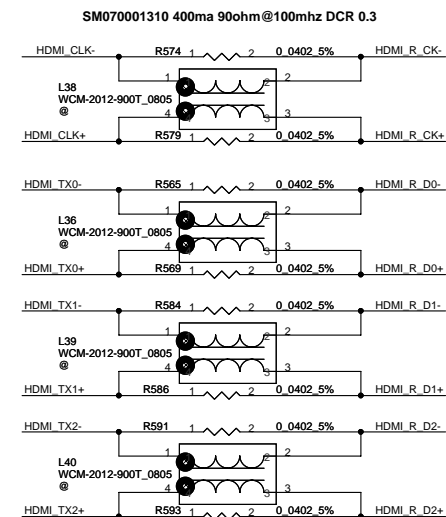 SM070001310 400ma 90ohm@100mhz DCR 0.3
HDMI_CLK- R574 1 2 0_0402_5% HDMI_R_CK-
1 2 2
L38
WCM-2012-900T_0805
@
4 3 3
HDMI_CLK+ R579 1 2 0_0402_5% HDMI_R_CK+
HDMI_TX0- R565 1 2 0_0402_5% HDMI_R_D0-
1 2 2
L36
WCM-2012-900T_0805
@
4 3 3
HDMI_TX0+ R569 1 2 0_0402_5% HDMI_R_D0+
HDMI_TX1- R584 1 2 0_0402_5% HDMI_R_D1-
1 2 2
L39
WCM-2012-900T_0805
@
4 3 3
HDMI_TX1+ R586 1 2 0_0402_5% HDMI_R_D1+
HDMI_TX2- R591 1 2 0_0402_5% HDMI_R_D2-
1 2 2
L40
WCM-2012-900T_0805
@
4 3 3
HDMI_TX2+ R593 1 2 0_0402_5% HDMI_R_D2+